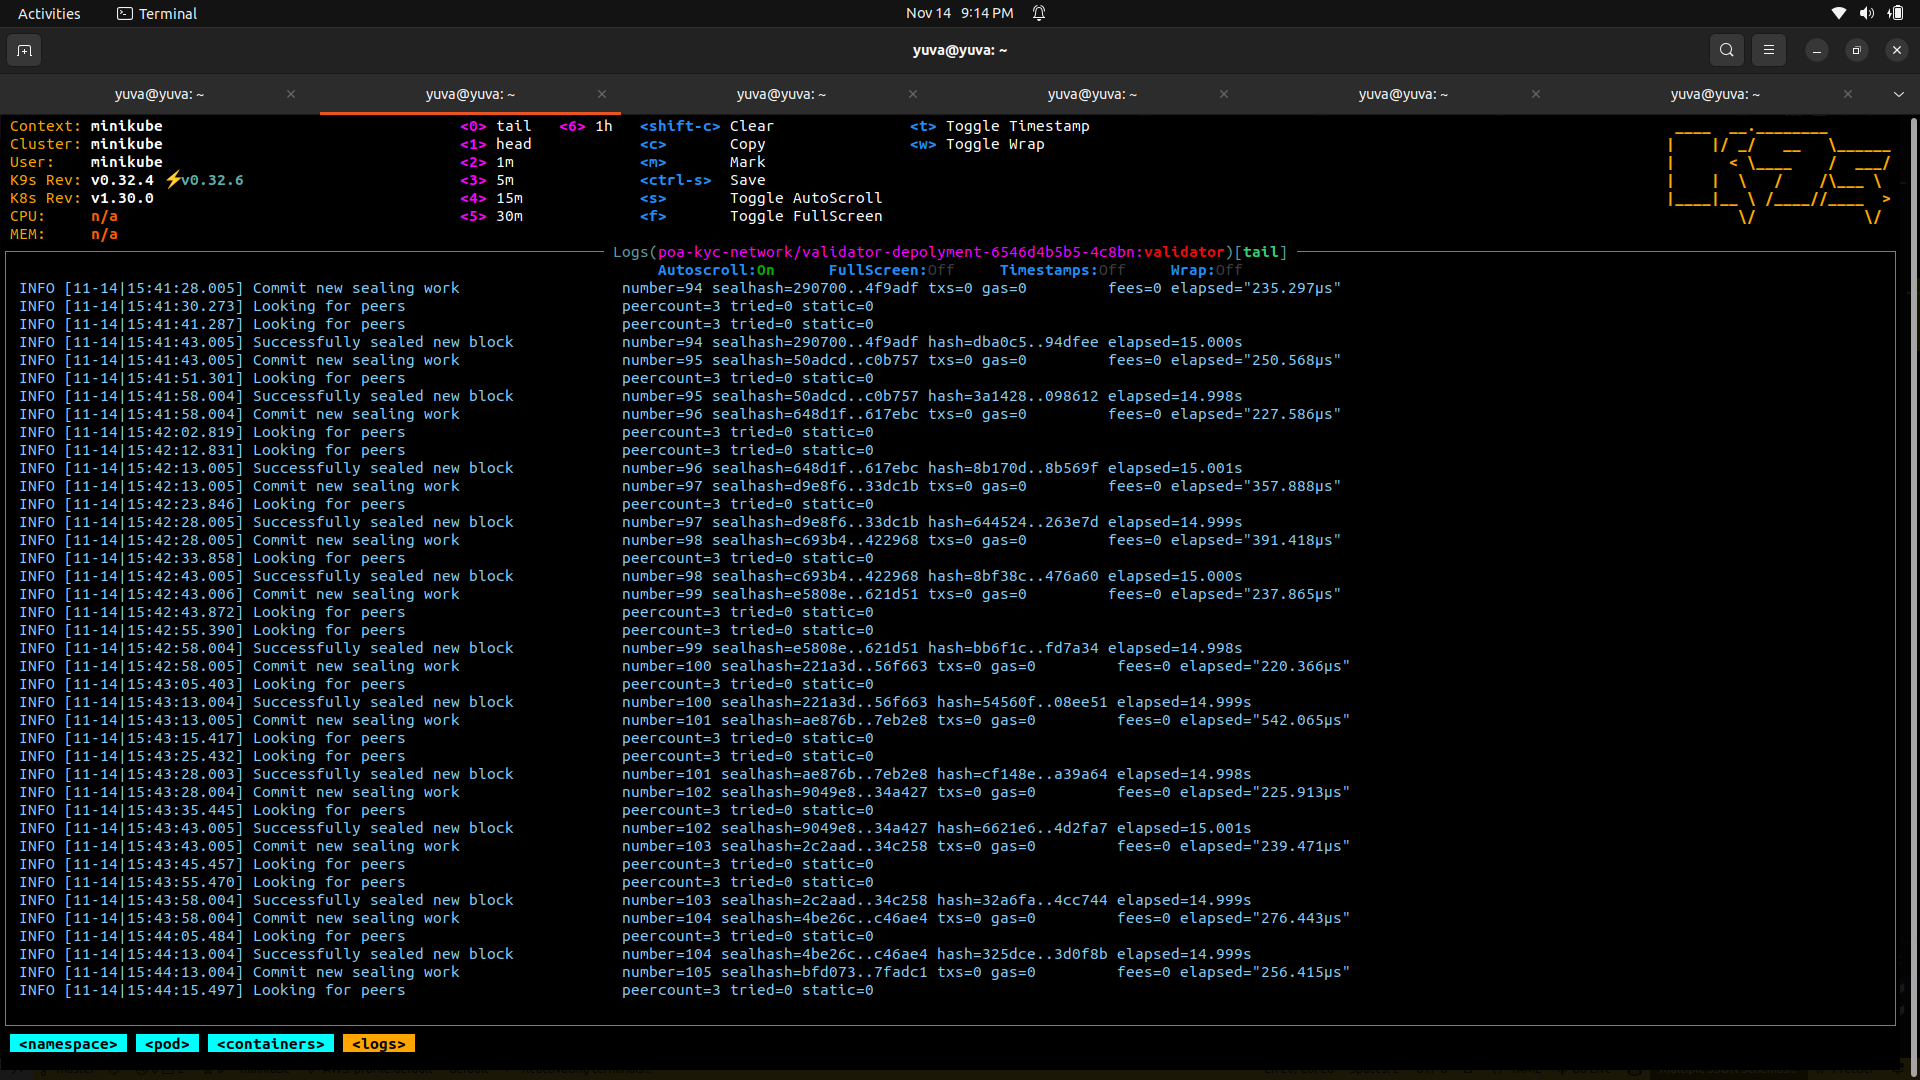 Activities Terminal Nov 14 9:14 PM
yuva@yuva: ~
yuva@yuva: ~ yuva@yuva: ~ yuva@yuva: ~ yuva@yuva: ~ yuva@yuva: ~ yuva@yuva: ~
Context: minikube <0> tail <6> 1h <shift-c> Clear <t> Toggle Timestamp
Cluster: minikube <1> head <c> Copy <w> Toggle Wrap
User: minikube <2> 1m <m> Mark
K9s Rev: v0.32.4 ⚡v0.32.6 <3> 5m <ctrl-s> Save
K8s Rev: v1.30.0 <4> 15m <s> Toggle AutoScroll
CPU: n/a <5> 30m <f> Toggle FullScreen
MEM: n/a
Logs(poa-kyc-network/validator-depolyment-6546d4b5b5-4c8bn:validator)[tail]
Autoscroll:On FullScreen:Off Timestamps:Off Wrap:Off
INFO [11-14|15:41:28.005] Commit new sealing work number=94 sealhash=290700..4f9adf txs=0 gas=0 fees=0 elapsed="235.297µs"
INFO [11-14|15:41:30.273] Looking for peers peercount=3 tried=0 static=0
INFO [11-14|15:41:41.287] Looking for peers peercount=3 tried=0 static=0
INFO [11-14|15:41:43.005] Successfully sealed new block number=94 sealhash=290700..4f9adf hash=dba0c5..94dfee elapsed=15.000s
INFO [11-14|15:41:43.005] Commit new sealing work number=95 sealhash=50adcd..c0b757 txs=0 gas=0 fees=0 elapsed="250.568µs"
INFO [11-14|15:41:51.301] Looking for peers peercount=3 tried=0 static=0
INFO [11-14|15:41:58.004] Successfully sealed new block number=95 sealhash=50adcd..c0b757 hash=3a1428..098612 elapsed=14.998s
INFO [11-14|15:41:58.004] Commit new sealing work number=96 sealhash=648d1f..617ebc txs=0 gas=0 fees=0 elapsed="227.586µs"
INFO [11-14|15:42:02.819] Looking for peers peercount=3 tried=0 static=0
INFO [11-14|15:42:12.831] Looking for peers peercount=3 tried=0 static=0
INFO [11-14|15:42:13.005] Successfully sealed new block number=96 sealhash=648d1f..617ebc hash=8b170d..8b569f elapsed=15.001s
INFO [11-14|15:42:13.005] Commit new sealing work number=97 sealhash=d9e8f6..33dc1b txs=0 gas=0 fees=0 elapsed="357.888µs"
INFO [11-14|15:42:23.846] Looking for peers peercount=3 tried=0 static=0
INFO [11-14|15:42:28.005] Successfully sealed new block number=97 sealhash=d9e8f6..33dc1b hash=644524..263e7d elapsed=14.999s
INFO [11-14|15:42:28.005] Commit new sealing work number=98 sealhash=c693b4..422968 txs=0 gas=0 fees=0 elapsed="391.418µs"
INFO [11-14|15:42:33.858] Looking for peers peercount=3 tried=0 static=0
INFO [11-14|15:42:43.005] Successfully sealed new block number=98 sealhash=c693b4..422968 hash=8bf38c..476a60 elapsed=15.000s
INFO [11-14|15:42:43.006] Commit new sealing work number=99 sealhash=e5808e..621d51 txs=0 gas=0 fees=0 elapsed="237.865µs"
INFO [11-14|15:42:43.872] Looking for peers peercount=3 tried=0 static=0
INFO [11-14|15:42:55.390] Looking for peers peercount=3 tried=0 static=0
INFO [11-14|15:42:58.004] Successfully sealed new block number=99 sealhash=e5808e..621d51 hash=bb6f1c..fd7a34 elapsed=14.998s
INFO [11-14|15:42:58.005] Commit new sealing work number=100 sealhash=221a3d..56f663 txs=0 gas=0 fees=0 elapsed="220.366µs"
INFO [11-14|15:43:05.403] Looking for peers peercount=3 tried=0 static=0
INFO [11-14|15:43:13.004] Successfully sealed new block number=100 sealhash=221a3d..56f663 hash=54560f..08ee51 elapsed=14.999s
INFO [11-14|15:43:13.005] Commit new sealing work number=101 sealhash=ae876b..7eb2e8 txs=0 gas=0 fees=0 elapsed="542.065µs"
INFO [11-14|15:43:15.417] Looking for peers peercount=3 tried=0 static=0
INFO [11-14|15:43:25.432] Looking for peers peercount=3 tried=0 static=0
INFO [11-14|15:43:28.003] Successfully sealed new block number=101 sealhash=ae876b..7eb2e8 hash=cf148e..a39a64 elapsed=14.998s
INFO [11-14|15:43:28.004] Commit new sealing work number=102 sealhash=9049e8..34a427 txs=0 gas=0 fees=0 elapsed="225.913µs"
INFO [11-14|15:43:35.445] Looking for peers peercount=3 tried=0 static=0
INFO [11-14|15:43:43.005] Successfully sealed new block number=102 sealhash=9049e8..34a427 hash=6621e6..4d2fa7 elapsed=15.001s
INFO [11-14|15:43:43.005] Commit new sealing work number=103 sealhash=2c2aad..34c258 txs=0 gas=0 fees=0 elapsed="239.471µs"
INFO [11-14|15:43:45.457] Looking for peers peercount=3 tried=0 static=0
INFO [11-14|15:43:55.470] Looking for peers peercount=3 tried=0 static=0
INFO [11-14|15:43:58.004] Successfully sealed new block number=103 sealhash=2c2aad..34c258 hash=32a6fa..4cc744 elapsed=14.999s
INFO [11-14|15:43:58.004] Commit new sealing work number=104 sealhash=4be26c..c46ae4 txs=0 gas=0 fees=0 elapsed="276.443µs"
INFO [11-14|15:44:05.484] Looking for peers peercount=3 tried=0 static=0
INFO [11-14|15:44:13.004] Successfully sealed new block number=104 sealhash=4be26c..c46ae4 hash=325dce..3d0f8b elapsed=14.999s
INFO [11-14|15:44:13.004] Commit new sealing work number=105 sealhash=bfd073..7fadc1 txs=0 gas=0 fees=0 elapsed="256.415µs"
INFO [11-14|15:44:15.497] Looking for peers peercount=3 tried=0 static=0
<namespace> <pod> <containers> <logs>